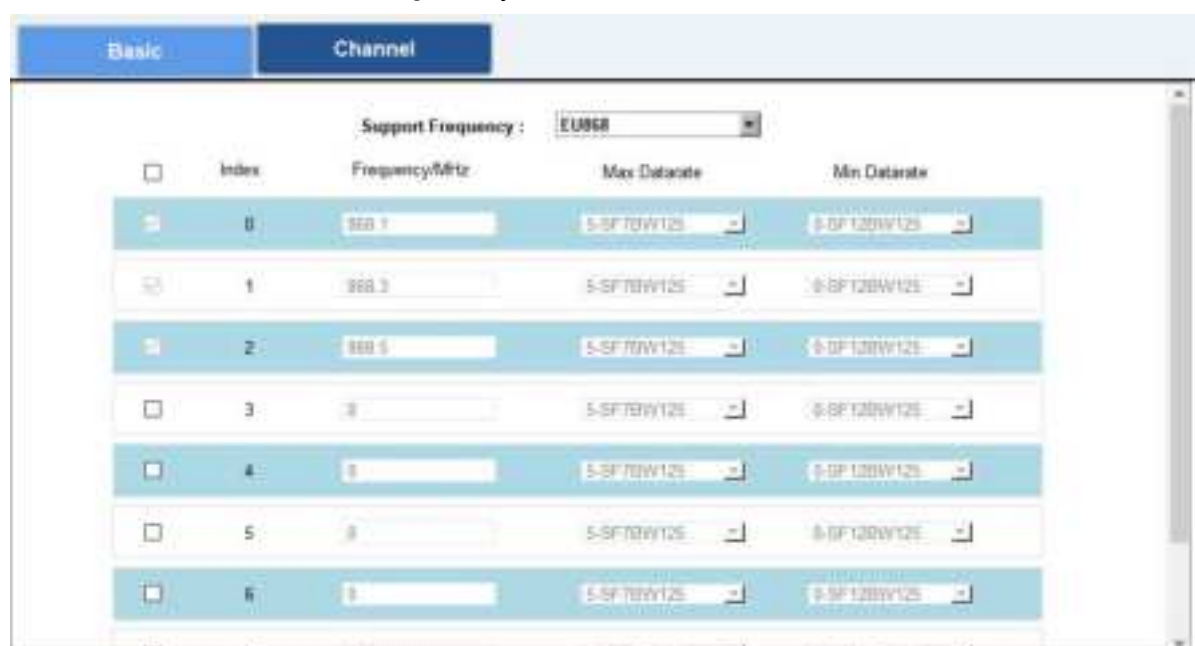 Basic Channel
Support Frequency : EU868
Index Frequency/MHz Max Datarate Min Datarate
0 868.1 5-SF7BW125 0-SF12BW125
1 868.3 5-SF7BW125 0-SF12BW125
2 868.5 5-SF7BW125 0-SF12BW125
3 0 5-SF7BW125 0-SF12BW125
4 0 5-SF7BW125 0-SF12BW125
5 0 5-SF7BW125 0-SF12BW125
6 0 5-SF7BW125 0-SF12BW125